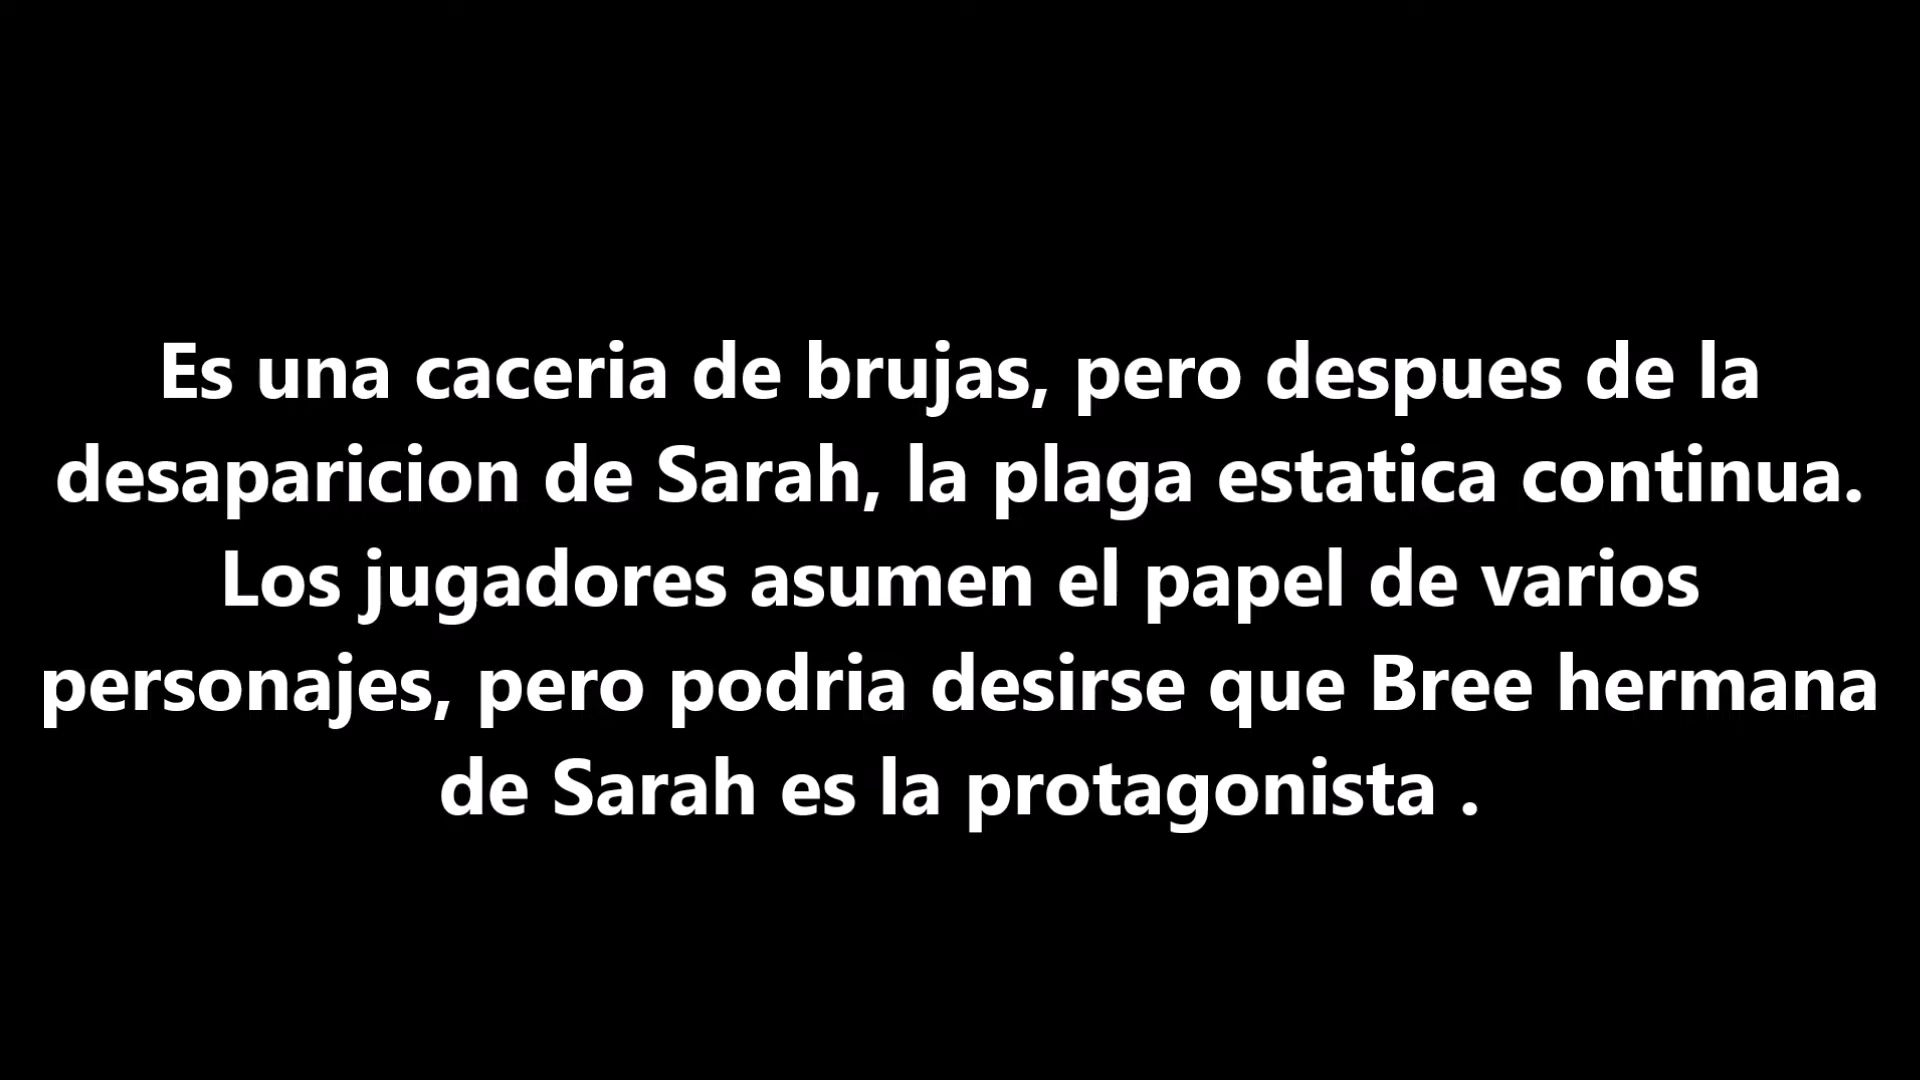 Es una caceria de brujas, pero despues de la
desaparicion de Sarah, la plaga estatica continua.
Los jugadores asumen el papel de varios
personajes, pero podria desirse que Bree hermana
de Sarah es la protagonista .